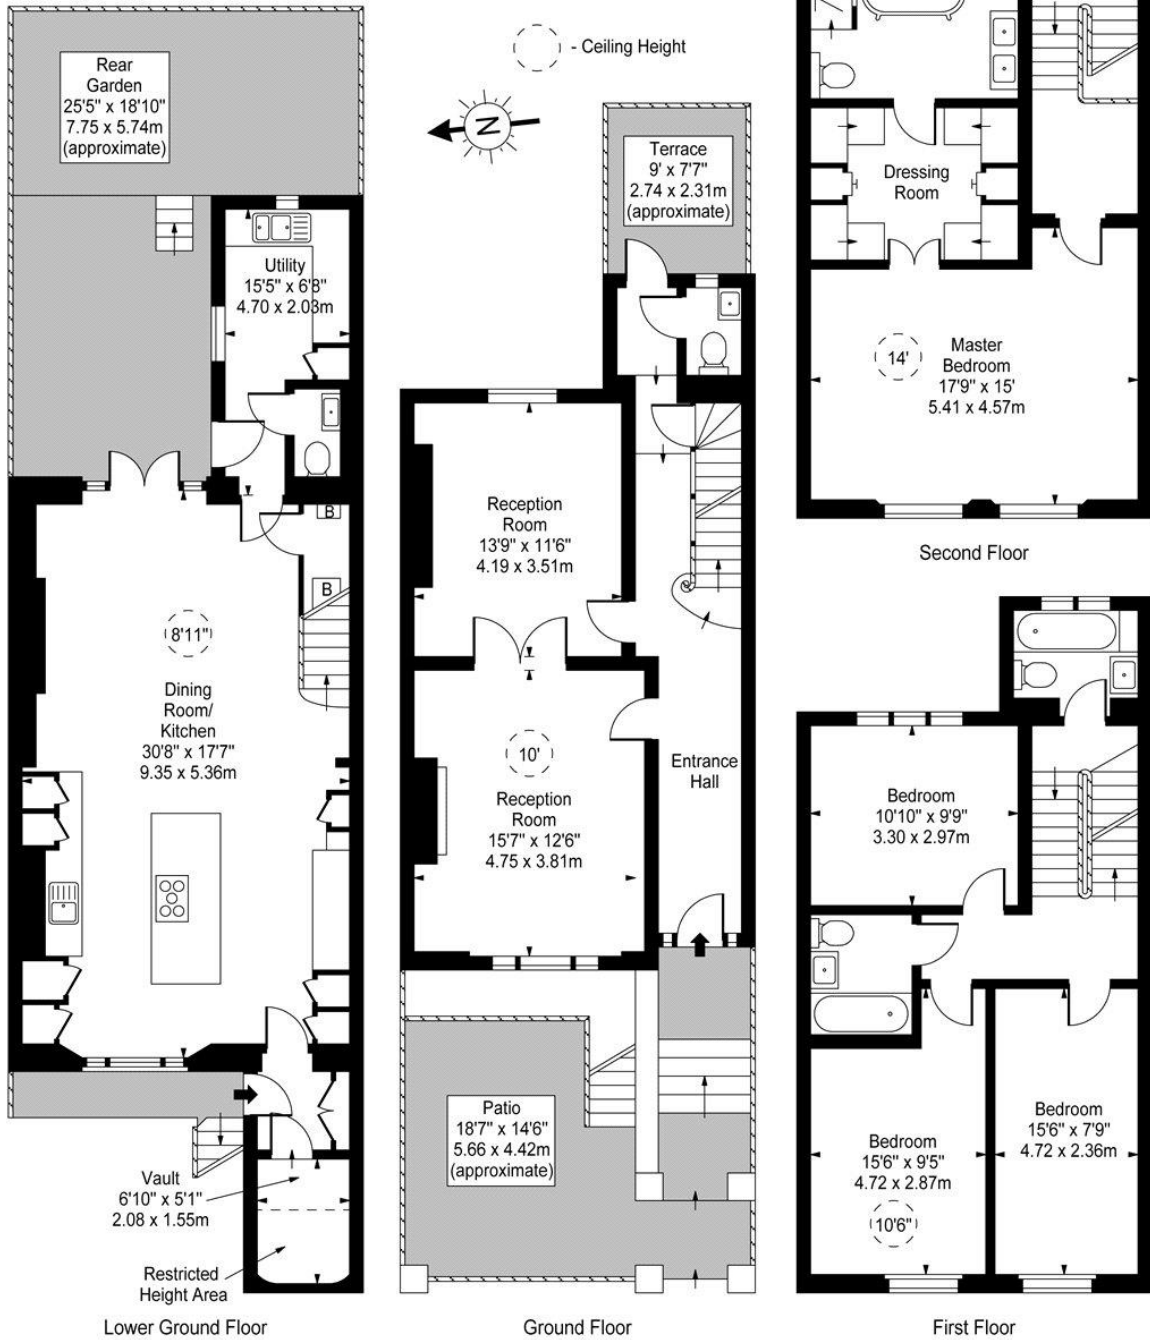 Rear
Garden
25'5" x 18'10"
7.75 x 5.74m
(approximate)
Utility
15'5" x 6'8"
4.70 x 2.03m
B
B
8'11"
Dining
Room/
Kitchen
30'8" x 17'7"
9.35 x 5.36m
Vault
6'10" x 5'1"
2.08 x 1.55m
Restricted
Height Area
Lower Ground Floor
- Ceiling Height
N
Terrace
9' x 7'7"
2.74 x 2.31m
(approximate)
Reception
Room
13'9" x 11'6"
4.19 x 3.51m
10'
Reception
Room
15'7" x 12'6"
4.75 x 3.81m
Entrance
Hall
Patio
18'7" x 14'6"
5.66 x 4.42m
(approximate)
Ground Floor
Dressing
Room
14'
Master
Bedroom
17'9" x 15'
5.41 x 4.57m
Second Floor
Bedroom
10'10" x 9'9"
3.30 x 2.97m
Bedroom
15'6" x 9'5"
4.72 x 2.87m
10'6"
Bedroom
15'6" x 7'9"
4.72 x 2.36m
First Floor